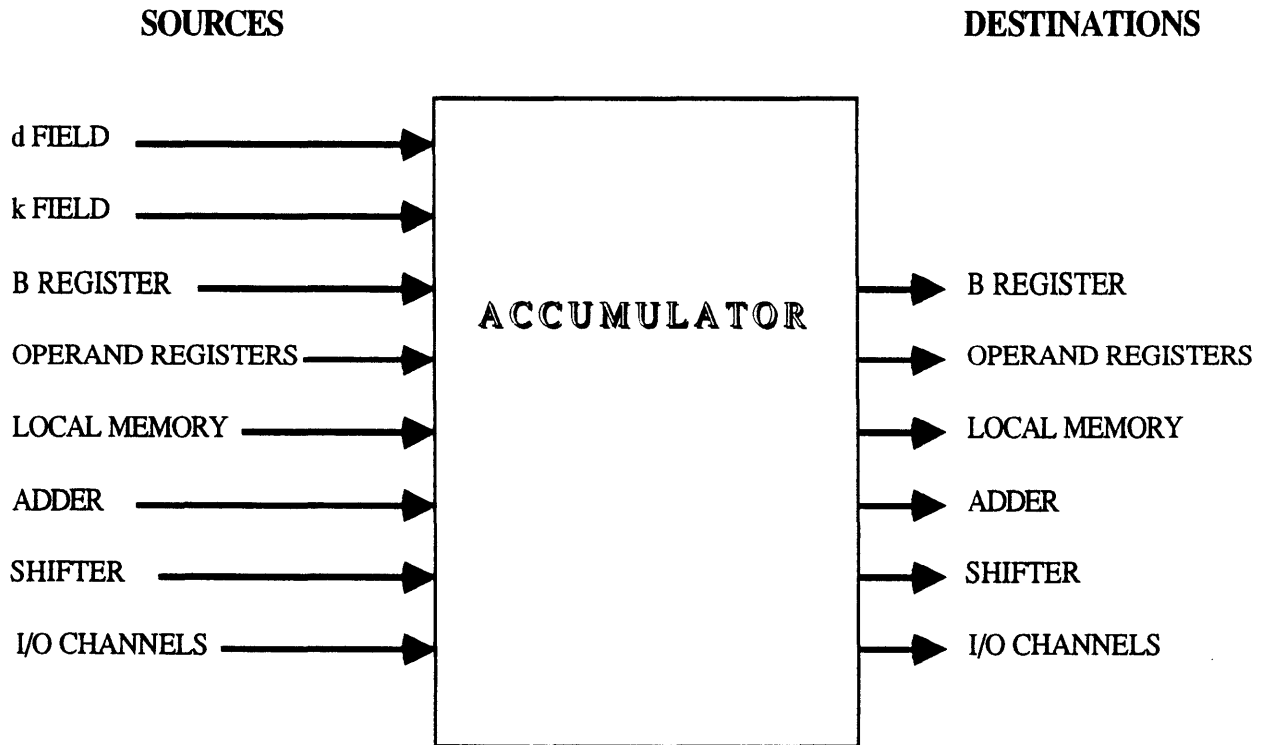 SOURCES
DESTINATIONS
d FIELD
k FIELD
B REGISTER
OPERAND REGISTERS
LOCAL MEMORY
ADDER
SHIFTER
I/O CHANNELS
ACCUMULATOR
B REGISTER
OPERAND REGISTERS
LOCAL MEMORY
ADDER
SHIFTER
I/O CHANNELS